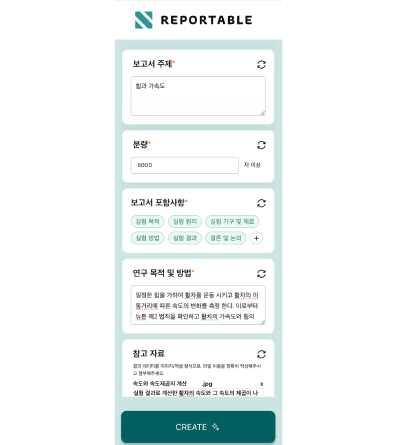 REPORTABLE
보고서 주제*
힘과 가속도
분량*
6000
자 이상
보고서 포함사항*
실험 목적
실험 원리
실험 기구 및 재료
실험 방법
실험 결과
결론 및 논의
+
연구 목적 및 방법*
일정한 힘을 가하여 활차를 운동 시키고 활차의 이
동거리에 따른 속도의 변화를 측정 한다. 이로부터
뉴톤 제2 법칙을 확인하고 활차의 가속도와 힘의
참고 자료
속도와 속도제곱의 계산 .jpg x
실험 결과로 계산한 활차의 속도와 그 속도의 제곱이 나
CREATE